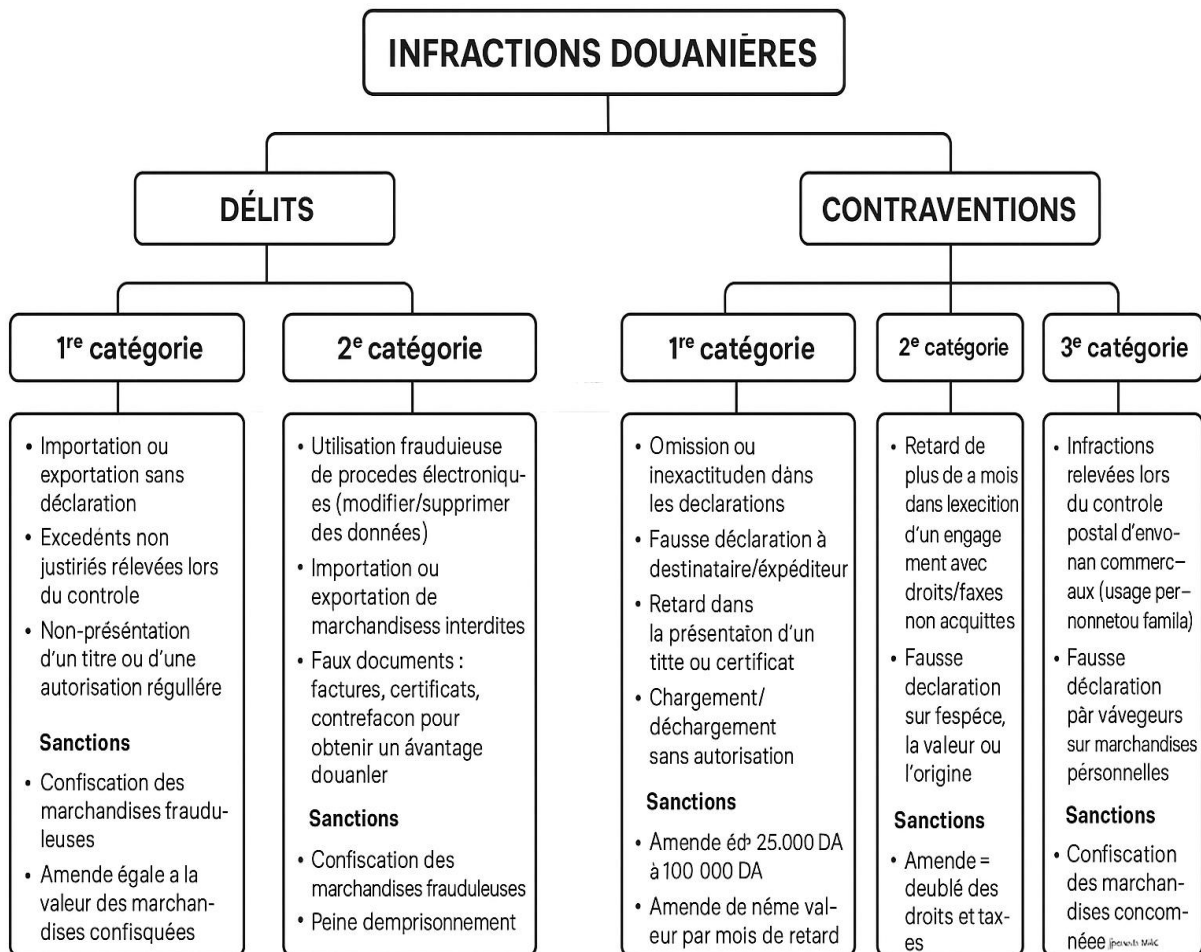 INFRACTIONS DOUANIÈRES
DÉLITS
CONTRAVENTIONS
1re catégorie
2e catégorie
1re catégorie
2e catégorie
3e catégorie
• Importation ou
exportation sans
déclaration
• Excedénts non
justiriés rélevées lors
du controle
• Non-préséntation
d'un titre ou d'une
autorisation régullére
Sanctions
• Confiscation des
marchandises fraudu-
leuses
• Amende égale a la
valeur des marchan-
dises confisquées
• Utilisation frauduieuse
de procedes électroniqu-
es (modifier/supprimer
des données)
• Importation ou
exportation de
marchandisess interdites
• Faux documents :
factures, certificats,
contrefacon pour
obtenir un ávantage
douanler
Sanctions
• Confiscation des
marchandises frauduleuses
• Peine demprisonnement
• Omission ou
inexactituden dàns
les declarations
• Fausse déclaration à
destinataire/éxpéditeur
• Retard dans
la présentaton d'un
titte ou certificat
• Chargement/
déchargement
sans autorisation
Sanctions
• Amende 25.000 DA
à 100 000 DA
• Amende de néme val-
eur par mois de retard
• Retard de
plus de a mois
dans lexecition
d'un engage
ment avec
droits/faxes
non acquittes
• Fausse
declaration
sur fespéce,
la valeur ou
l'origine
Sanctions
• Amende =
deublé des
droits et tax-
es
• Infractions
relevées lors
du controle
postal d'envo-
nan commerc-
aux (usage per-
nonnetou famila)
• Fausse
déclaration
pàr vávegeurs
sur marchandises
pérsonnelles
Sanctions
• Confiscation
des marchan-
dises concom-
néee